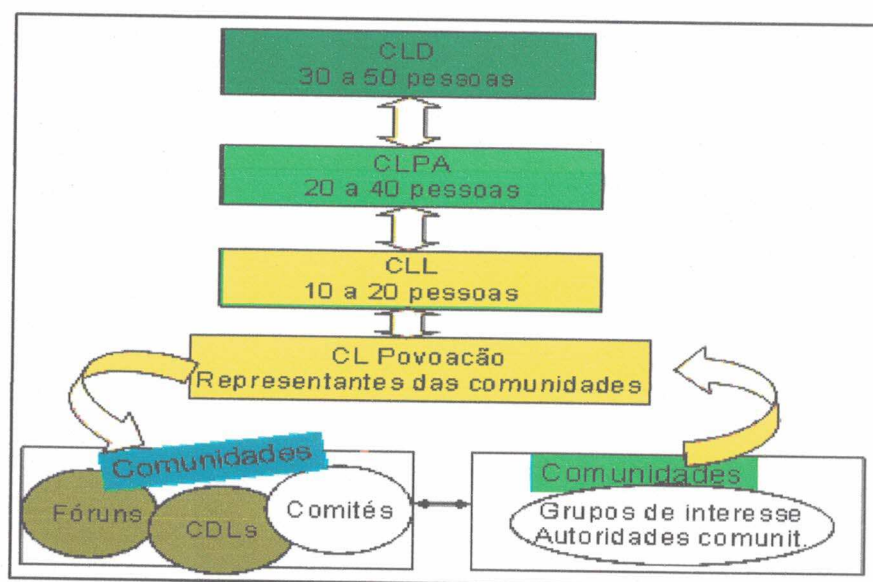 CLD
30 a 50 pessoas
CLPA
20 a 40 pessoas
CLL
10 a 20 pessoas
CL Povoacão
Representantes das comunidades
Comunidades
Fóruns
CDLs
Comités
Comunidades
Grupos de interesse
Autoridades comunit.